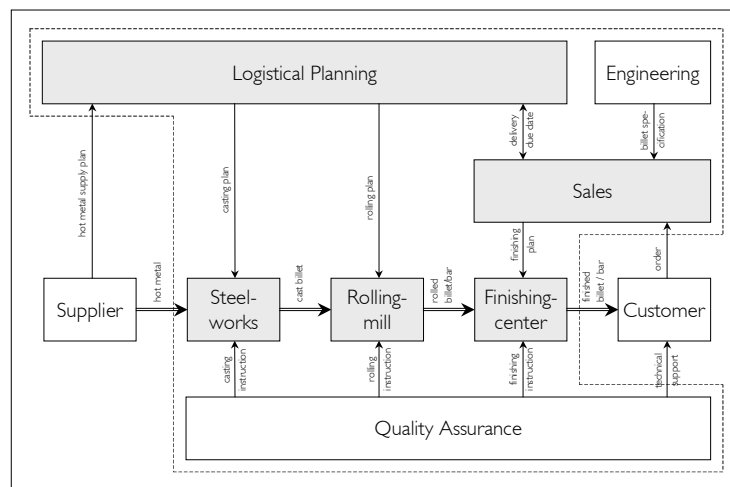 Logistical Planning
Engineering
hot metal supply plan
casting plan
rolling plan
delivery
due date
billet spe-
cification
Sales
finishing
plan
order
hot metal
cast billet
rolled
billet/bar
finished
billet / bar
Supplier
Steel-
works
Rolling-
mill
Finishing-
center
Customer
casting
instruction
rolling
instruction
finishing
instruction
technical
support
Quality Assurance